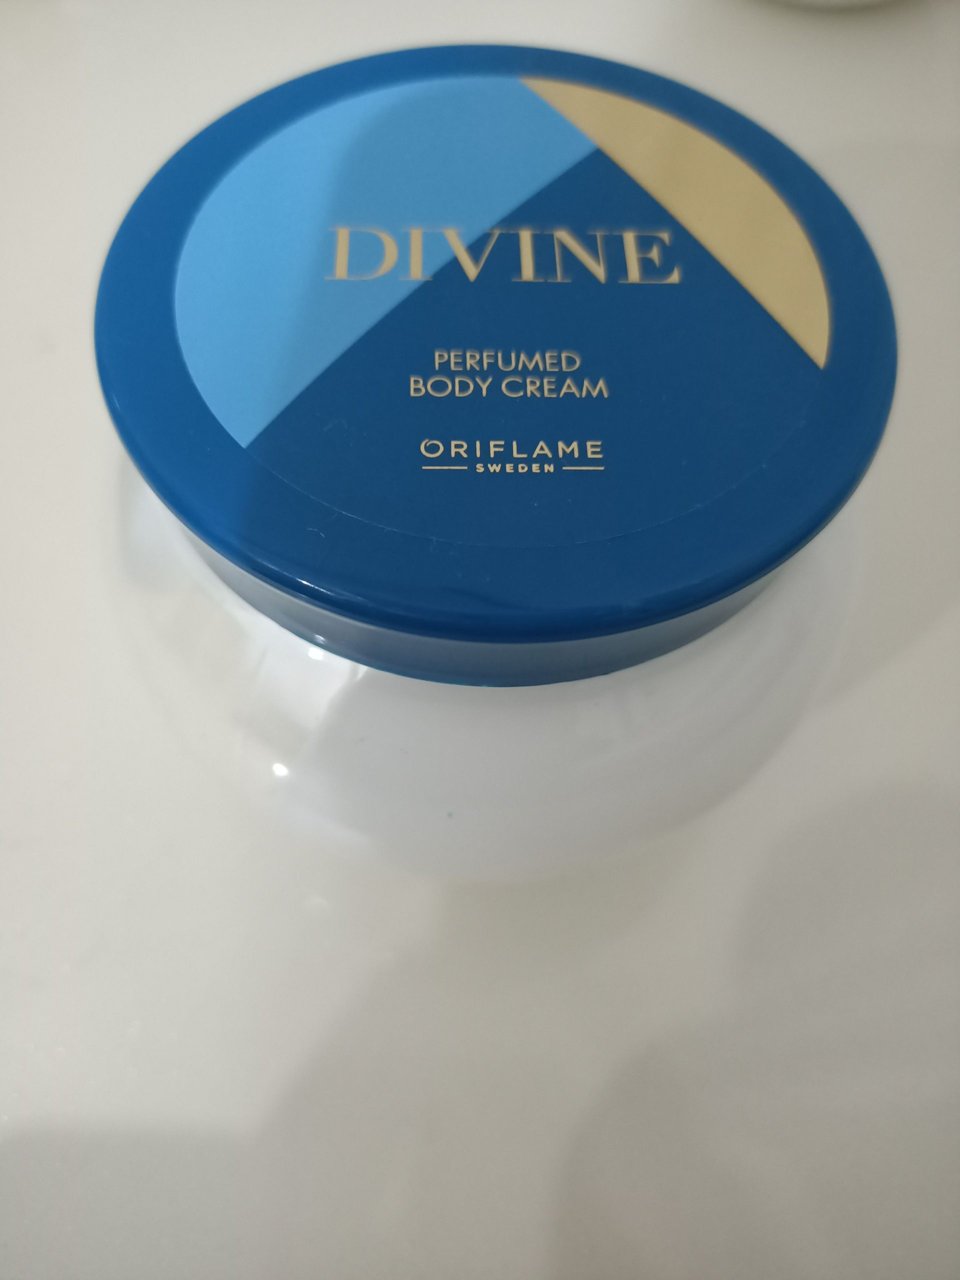 DIVINE
PERFUMED
BODY CREAM
ORIFLAME
SWEDEN